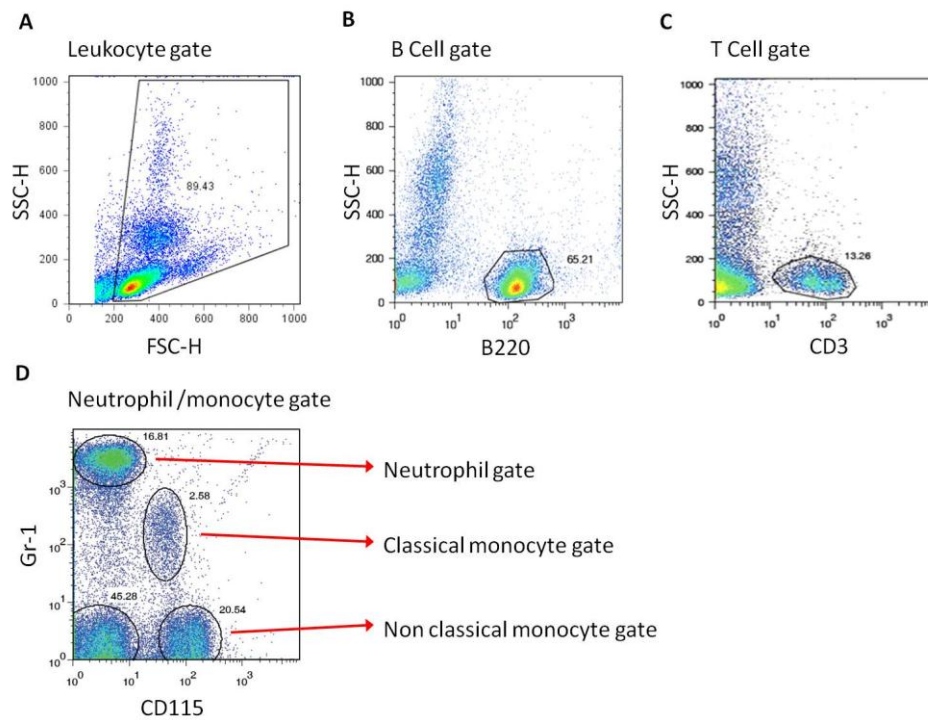 A
Leukocyte gate
1000
800
600
400
200
0
SSC-H
89.43
0 200 400 600 800 1000
FSC-H
B
B Cell gate
1000
800
600
400
200
0
SSC-H
65.21
10^0 10^1 10^2 10^3
B220
C
T Cell gate
1000
800
600
400
200
0
SSC-H
13.26
10^0 10^1 10^2 10^3
CD3
D
Neutrophil /monocyte gate
16.81
Neutrophil gate
10^3
2.58
Classical monocyte gate
10^2
Gr-1
10^1
45.28
20.54
Non classical monocyte gate
10^0
10^0 10^1 10^2 10^3
CD115